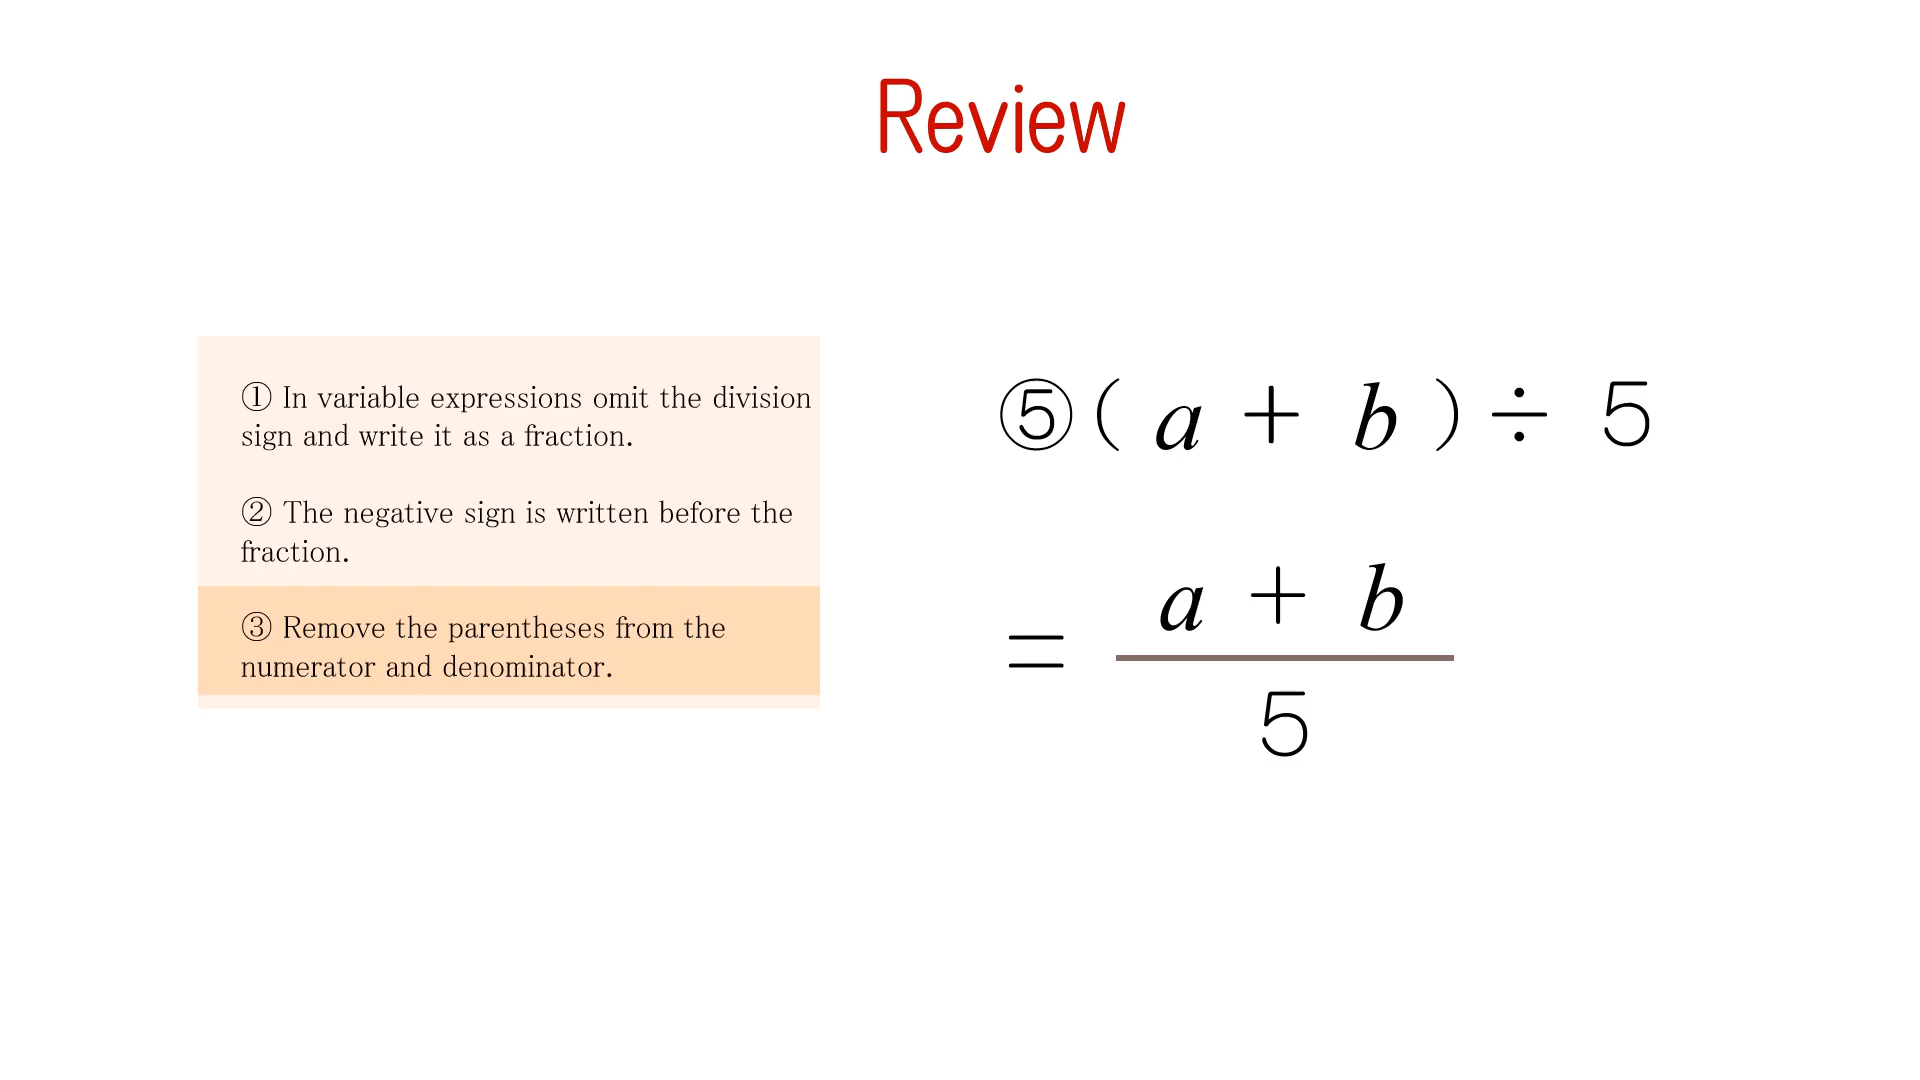 Review
① In variable expressions omit the division
sign and write it as a fraction.
② The negative sign is written before the
fraction.
③ Remove the parentheses from the
numerator and denominator.
⑤ ( a + b ) ÷ 5
a + b
=
5